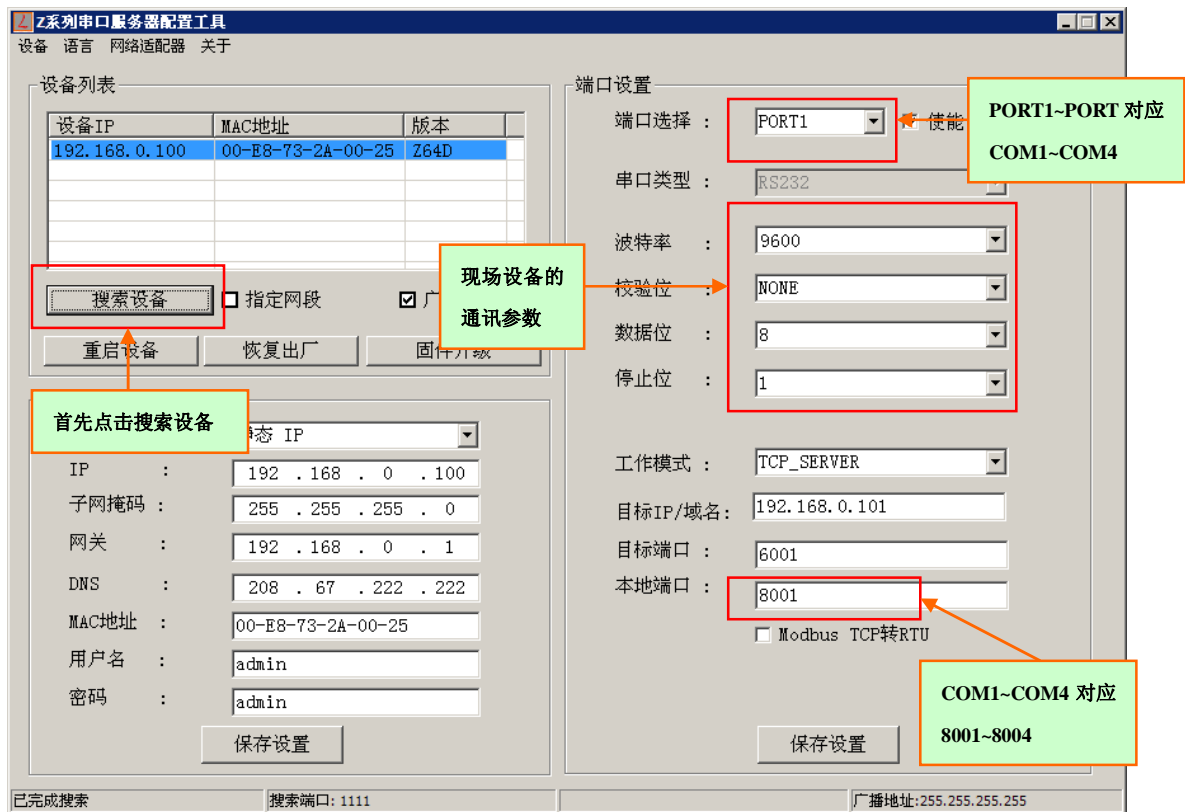 Z系列串口服务器配置工具
设备 语言 网络适配器 关于
设备列表
设备IP MAC地址 版本
192.168.0.100 00-E8-73-2A-00-25 Z64D
搜索设备 指定网段 广
重启设备 恢复出厂 固件升级
首先点击搜索设备
静态 IP
IP : 192 .168 . 0 .100
子网掩码 : 255 .255 .255 . 0
网关 : 192 .168 . 0 . 1
DNS : 208 . 67 .222 .222
MAC地址 : 00-E8-73-2A-00-25
用户名 : admin
密码 : admin
保存设置
端口设置
端口选择 : PORT1 使能
PORT1~PORT 对应
COM1~COM4
串口类型 : RS232
现场设备的
通讯参数
波特率 : 9600
校验位 : NONE
数据位 : 8
停止位 : 1
工作模式 : TCP_SERVER
目标IP/域名: 192.168.0.101
目标端口 : 6001
本地端口 : 8001
Modbus TCP转RTU
COM1~COM4 对应
8001~8004
保存设置
已完成搜索 搜索端口: 1111 广播地址:255.255.255.255